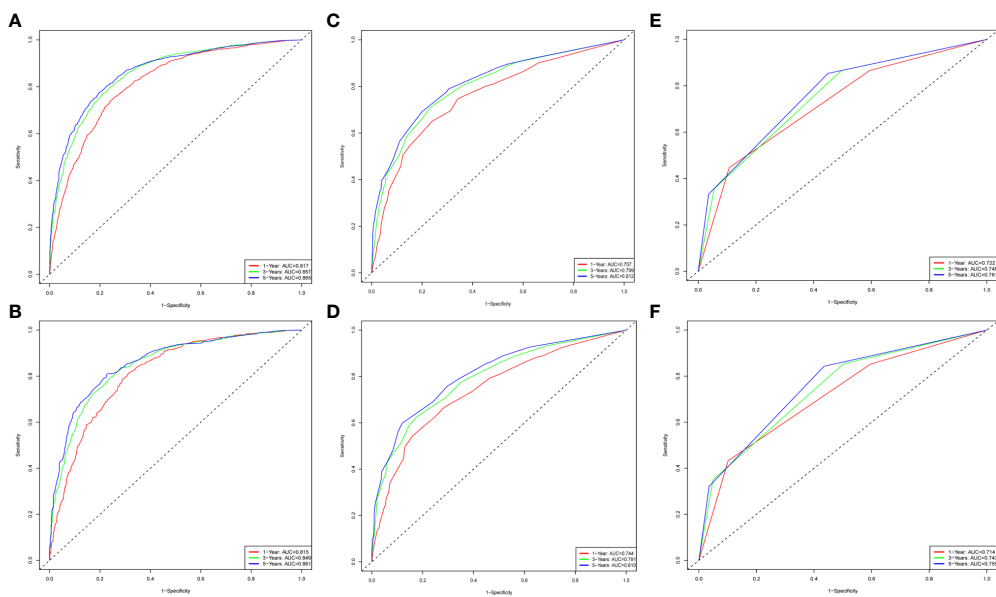 A
1.0
0.8
0.6
0.4
0.2
0.0
Sensitivity
1-Year: AUC=0.817
3-Years: AUC=0.857
5-Years: AUC=0.865
0.0 0.2 0.4 0.6 0.8 1.0
1-Specificity
C
1.0
0.8
0.6
0.4
0.2
0.0
Sensitivity
1-Year: AUC=0.757
3-Years: AUC=0.799
5-Years: AUC=0.812
0.0 0.2 0.4 0.6 0.8 1.0
1-Specificity
E
1.0
0.8
0.6
0.4
0.2
0.0
Sensitivity
1-Year: AUC=0.722
3-Years: AUC=0.748
5-Years: AUC=0.761
0.0 0.2 0.4 0.6 0.8 1.0
1-Specificity
B
1.0
0.8
0.6
0.4
0.2
0.0
Sensitivity
1-Year: AUC=0.815
3-Years: AUC=0.849
5-Years: AUC=0.861
0.0 0.2 0.4 0.6 0.8 1.0
1-Specificity
D
1.0
0.8
0.6
0.4
0.2
0.0
Sensitivity
1-Year: AUC=0.744
3-Years: AUC=0.791
5-Years: AUC=0.810
0.0 0.2 0.4 0.6 0.8 1.0
1-Specificity
F
1.0
0.8
0.6
0.4
0.2
0.0
Sensitivity
1-Year: AUC=0.714
3-Years: AUC=0.743
5-Years:
0.0 0.2 0.4 0.6 0.8 1.0
1-Specificity